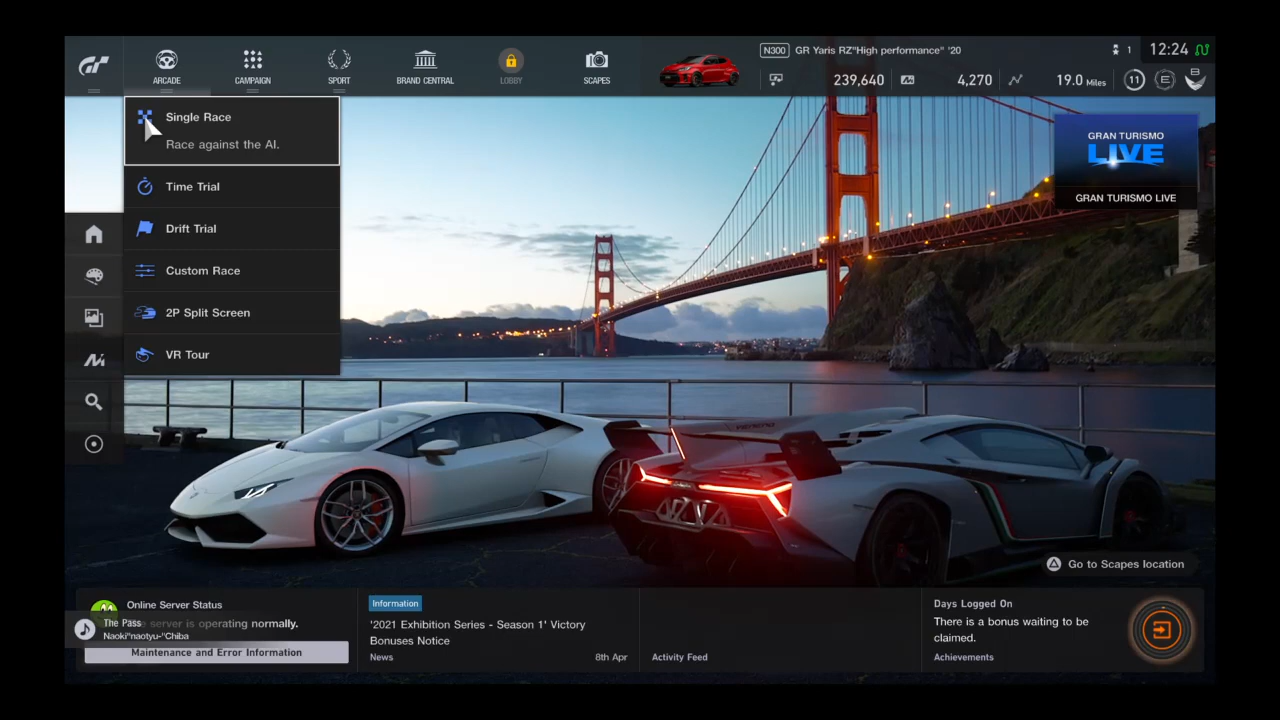 GT
ARCADE
CAMPAIGN
SPORT
BRAND CENTRAL
LOBBY
SCAPES
N300 GR Yaris RZ"High performance" '20
1
12:24
239,640
4,270
19.0 Miles
11
E
B
Single Race
Race against the AI.
Time Trial
Drift Trial
Custom Race
2P Split Screen
VR Tour
GRAN TURISMO
LIVE
GRAN TURISMO LIVE
Go to Scapes location
Online Server Status
The Pass
e server is operating normally.
Naoki"naotyu-"Chiba
Maintenance and Error Information
Information
'2021 Exhibition Series - Season 1' Victory
Bonuses Notice
News
8th Apr
Activity Feed
Days Logged On
There is a bonus waiting to be
claimed.
Achievements